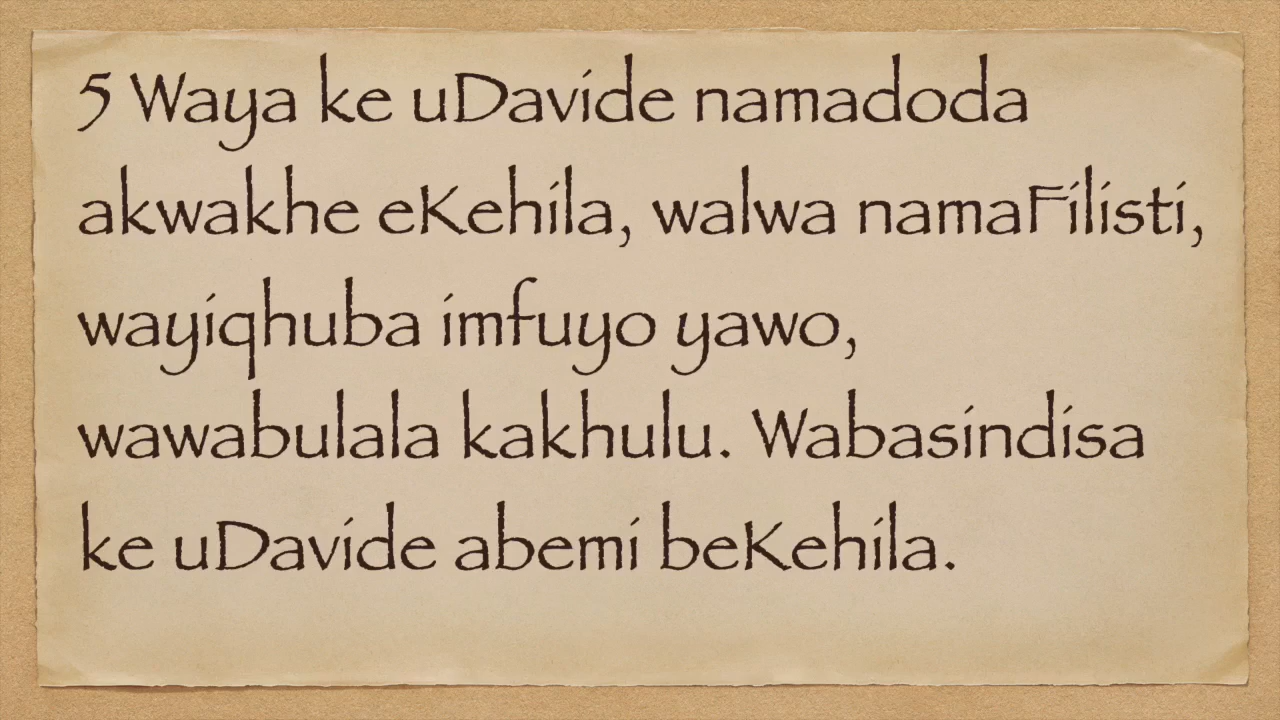 5 Waya ke uDavide namadoda
akwakhe eKehila, walwa namaFilisti,
wayiqhuba imfuyo yawo,
wawabulala kakhulu. Wabasindisa
ke uDavide abemi beKehila.